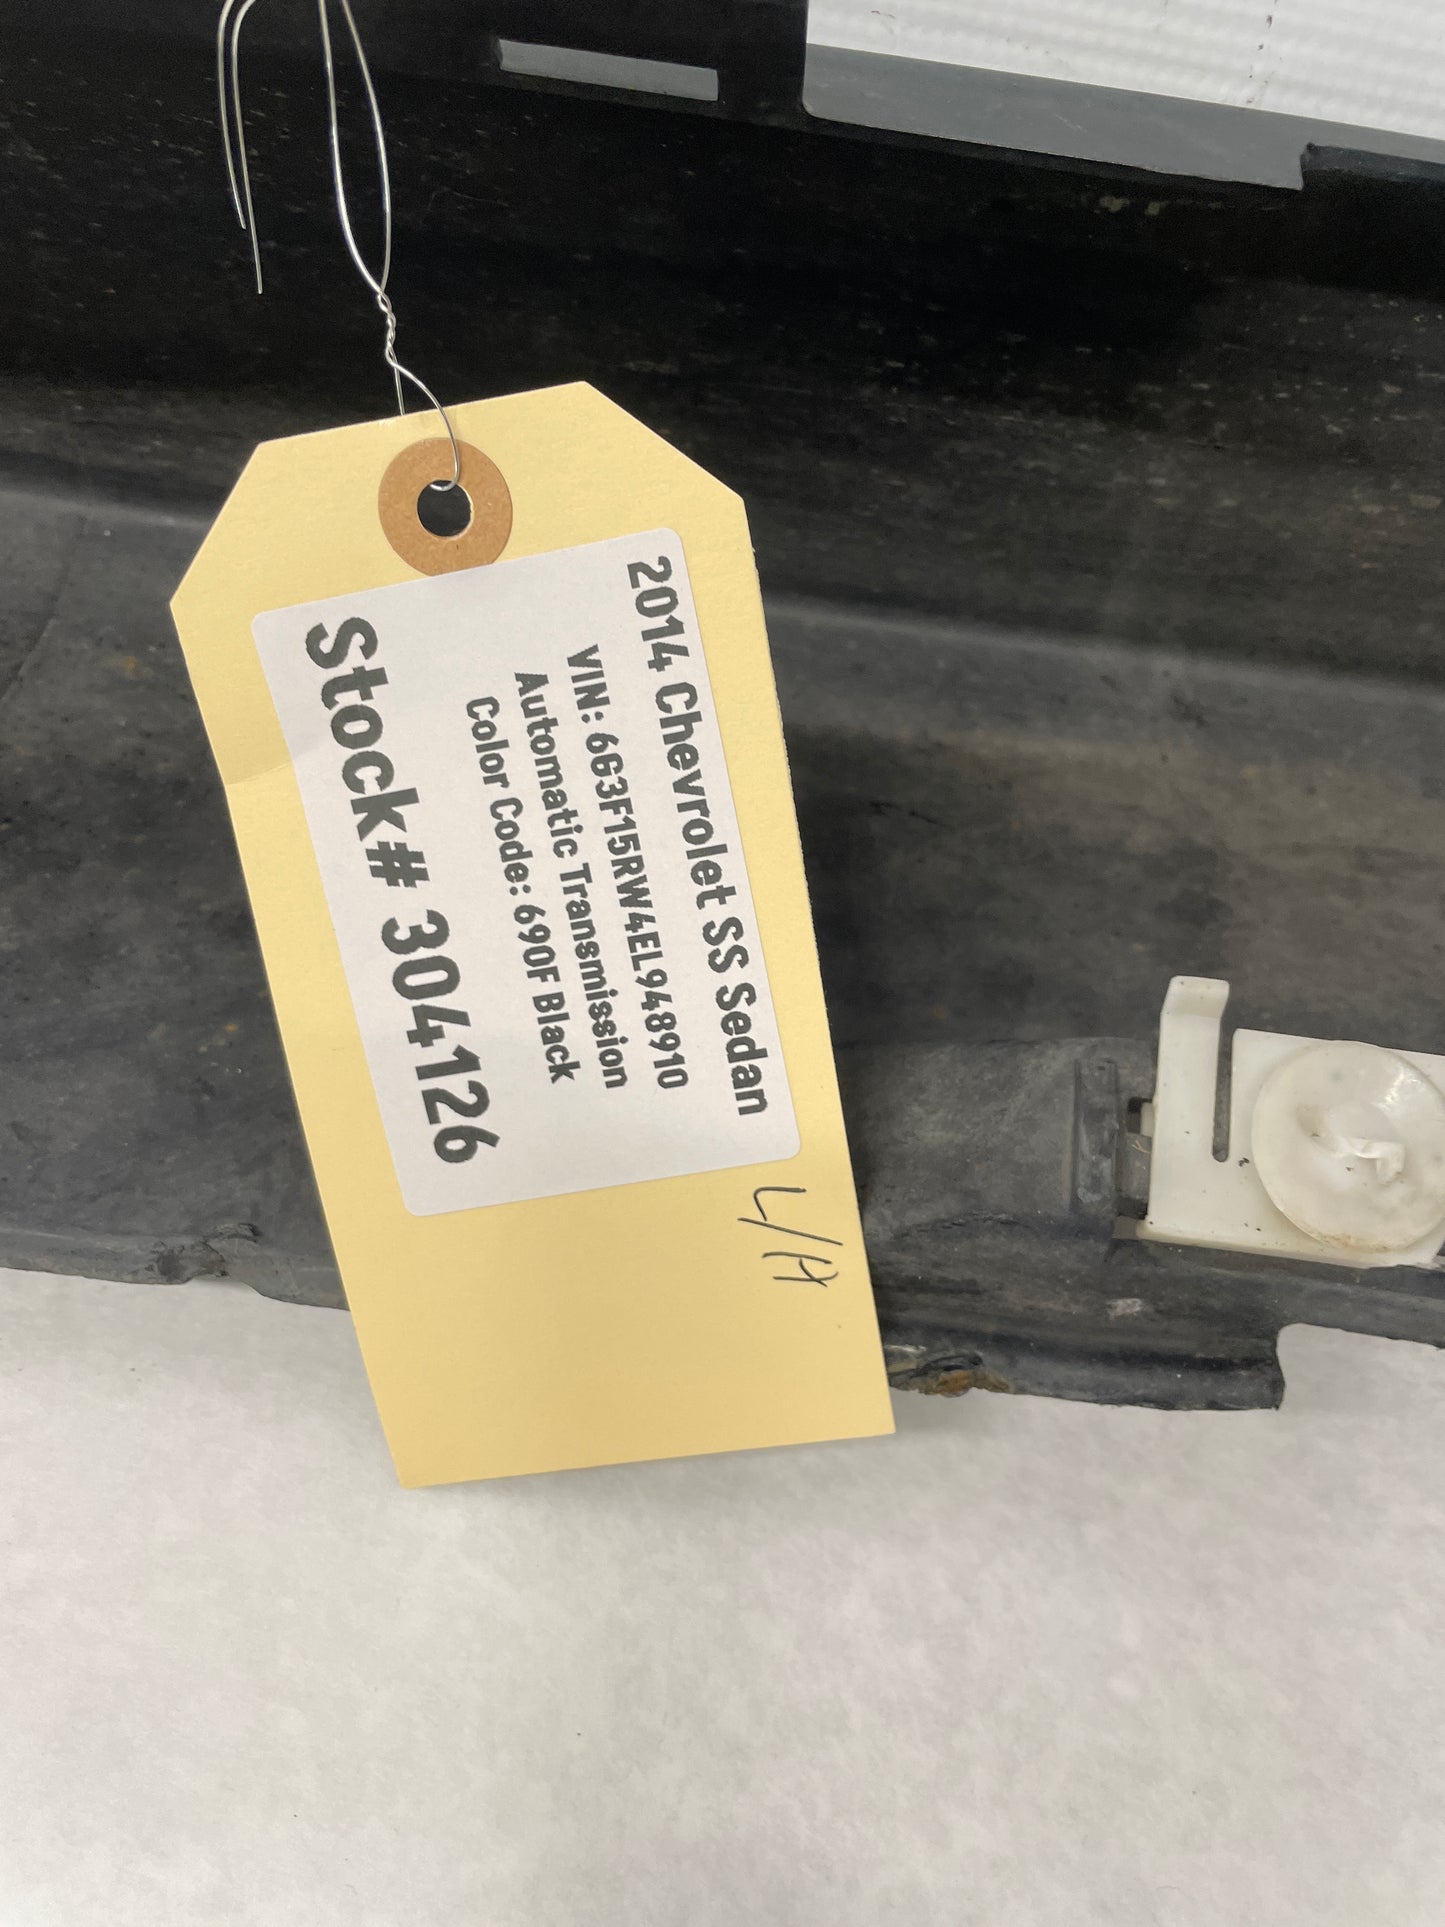 2014 Chevrolet SS Sedan
VIN: 6G3F15RW4EL948910
Automatic Transmission
Color Code: 690F Black
Stock# 304126
L/H